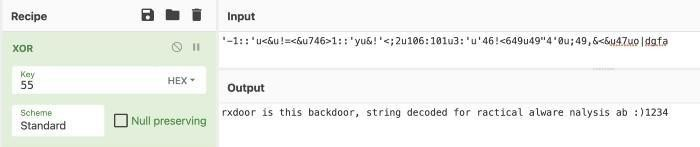 Recipe
Input
XOR
'-1::'u<&u!=<&u746>1::'yu&!'<;2u106:101u3:'u'46!<649u49"4'0u;49,&<&u47uo|dgfa
Key
55
HEX
Output
Scheme
Standard
Null preserving
rxdoor is this backdoor, string decoded for ractical alware nalysis ab :)1234